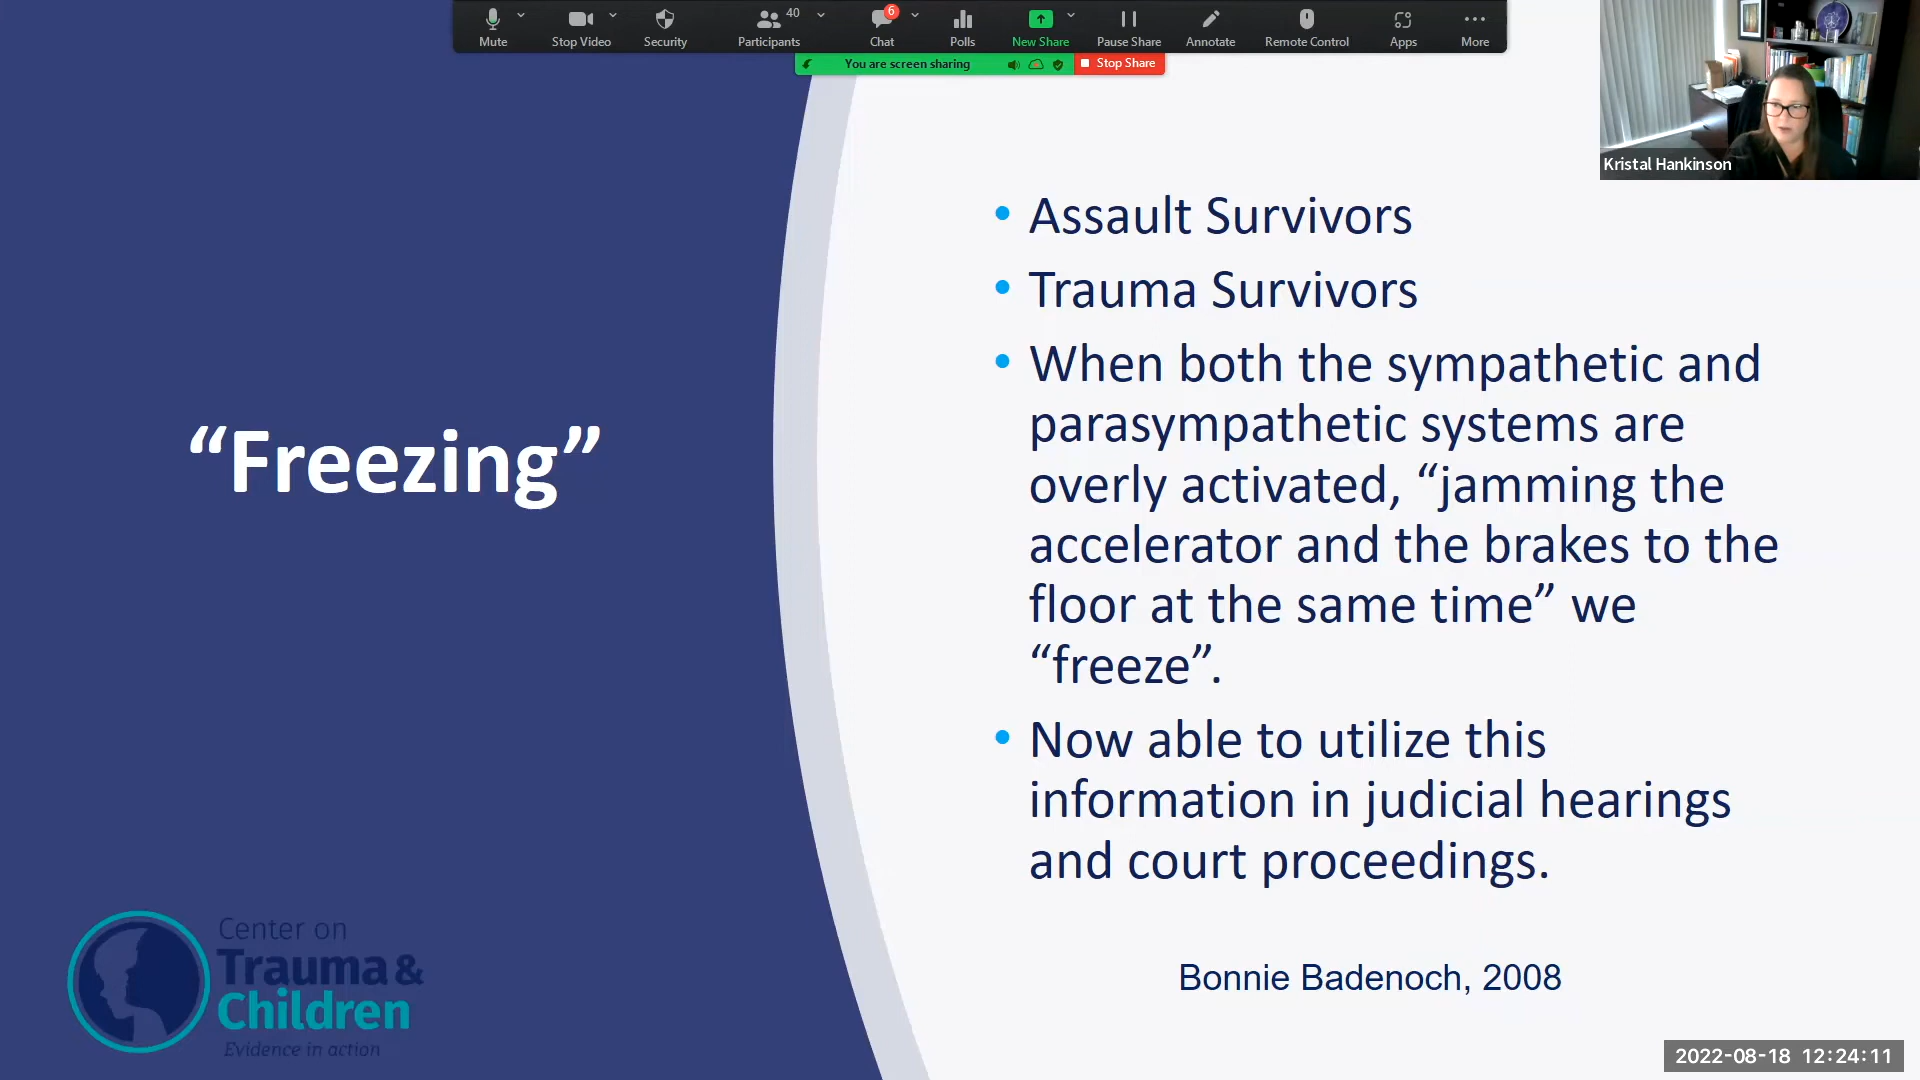 40
6
Mute
Stop Video
Security
Participants
Chat
Polls
New Share
Pause Share
Annotate
Remote Control
Apps
More
You are screen sharing
Stop Share
Kristal Hankinson
“Freezing”
• Assault Survivors
• Trauma Survivors
• When both the sympathetic and
parasympathetic systems are
overly activated, “jamming the
accelerator and the brakes to the
floor at the same time” we
“freeze”.
• Now able to utilize this
information in judicial hearings
and court proceedings.
Bonnie Badenoch, 2008
Center on
Trauma &
Children
Evidence in action
2022-08-18 12:24:11